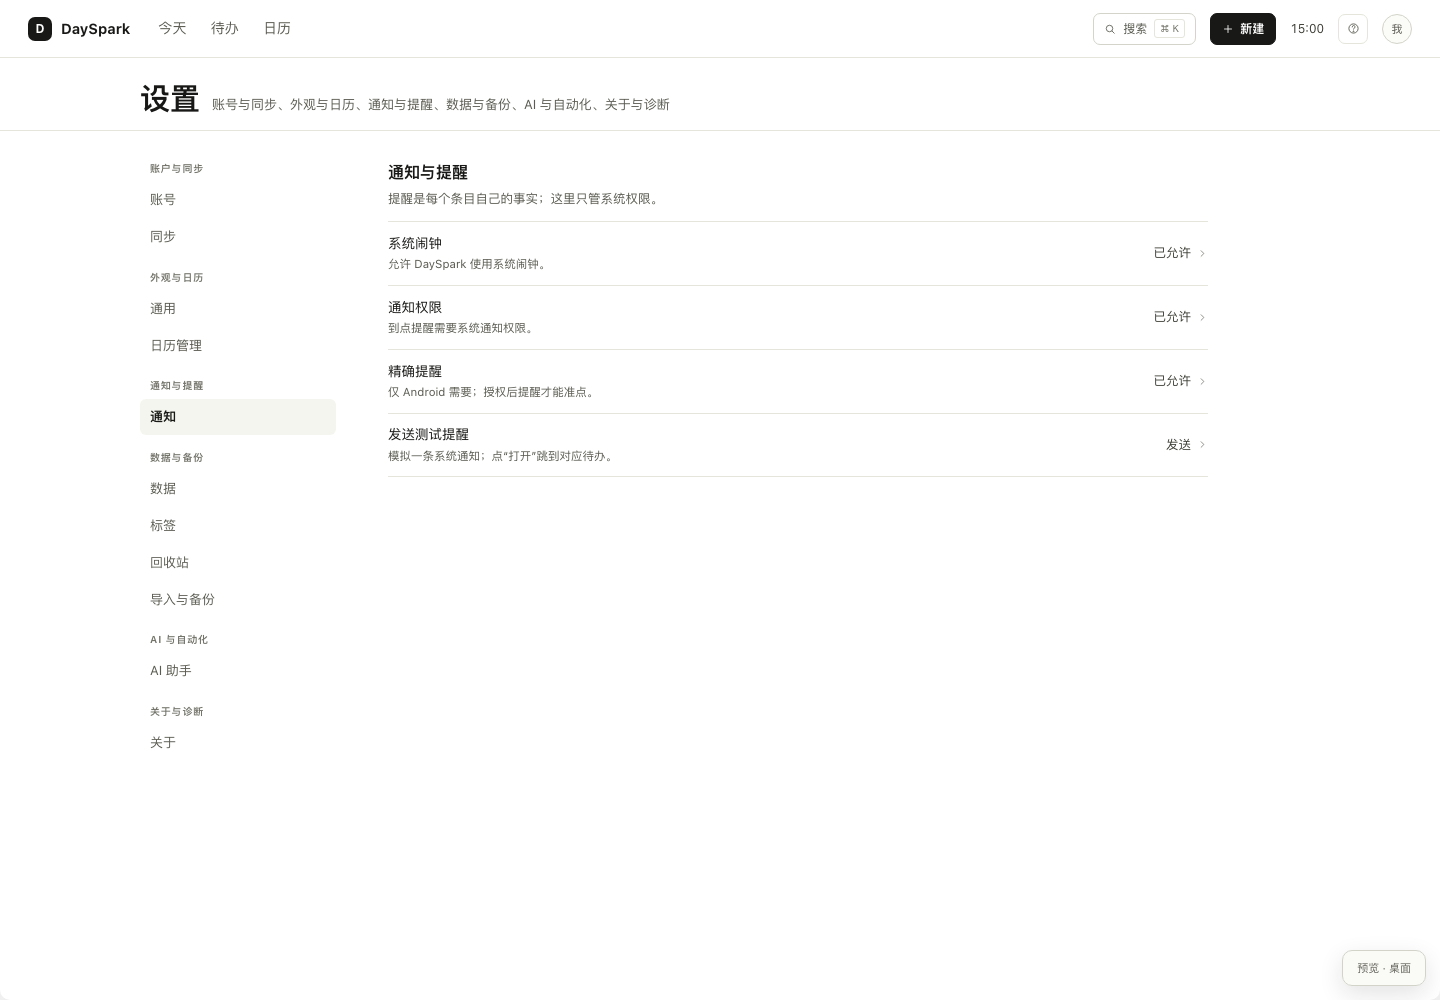 D DaySpark 今天 待办 日历 搜索 ⌘ K + 新建 15:00 我
设置 账号与同步、外观与日历、通知与提醒、数据与备份、AI 与自动化、关于与诊断
账户与同步
账号
同步
外观与日历
通用
日历管理
通知与提醒
通知
数据与备份
数据
标签
回收站
导入与备份
AI 与自动化
AI 助手
关于与诊断
关于
通知与提醒
提醒是每个条目自己的事实；这里只管系统权限。
系统闹钟
允许 DaySpark 使用系统闹钟。
已允许
通知权限
到点提醒需要系统通知权限。
已允许
精确提醒
仅 Android 需要；授权后提醒才能准点。
已允许
发送测试提醒
模拟一条系统通知；点“打开”跳到对应待办。
发送
预览 · 桌面